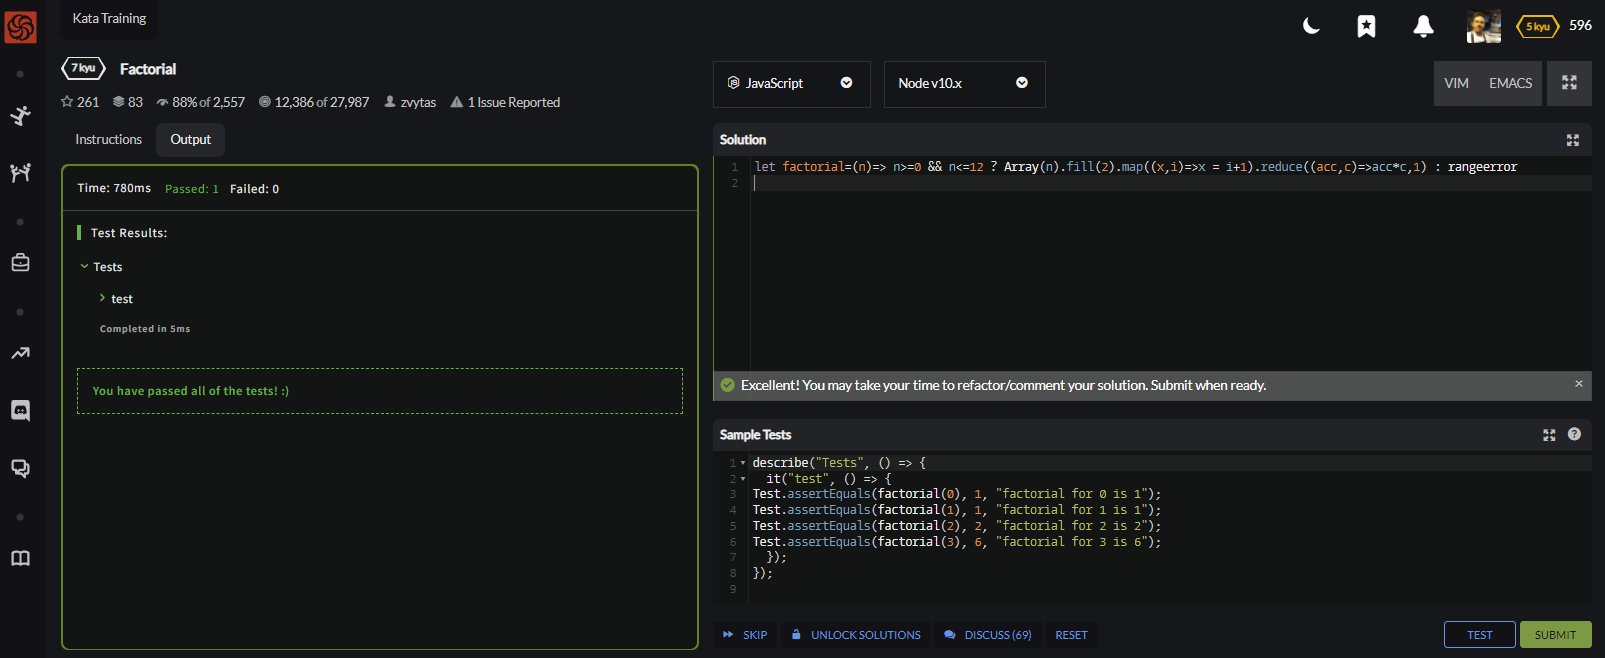 Kata Training
5 kyu 596
7 kyu Factorial
261 83 88% of 2,557 12,386 of 27,987 zvytas 1 Issue Reported
Instructions Output
Time: 780ms Passed: 1 Failed: 0
Test Results:
Tests
test
Completed in 5ms
You have passed all of the tests! :)
JavaScript Node v10.x VIM EMACS
Solution
1 let factorial=(n)=> n>=0 && n<=12 ? Array(n).fill(2).map((x,i)=>x = i+1).reduce((acc,c)=>acc*c,1) : rangeerror
2
Excellent! You may take your time to refactor/comment your solution. Submit when ready. ×
Sample Tests ?
1 describe("Tests", () => {
2 it("test", () => {
3 Test.assertEquals(factorial(0), 1, "factorial for 0 is 1");
4 Test.assertEquals(factorial(1), 1, "factorial for 1 is 1");
5 Test.assertEquals(factorial(2), 2, "factorial for 2 is 2");
6 Test.assertEquals(factorial(3), 6, "factorial for 3 is 6");
7 });
8 });
9
SKIP UNLOCK SOLUTIONS DISCUSS (69) RESET TEST SUBMIT